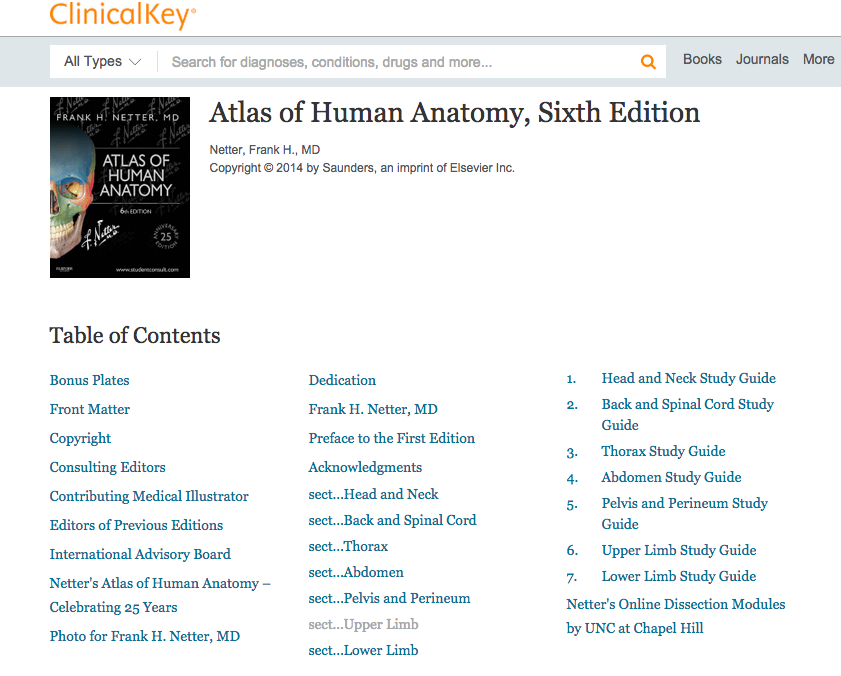 ClinicalKey®
All Types
Search for diagnoses, conditions, drugs and more...
Books
Journals
More
FRANK H. NETTER, MD
ATLAS OF
HUMAN
ANATOMY
6th EDITION
F. Netter
M.D.
ANNIVERSARY
25
EDITION
ELSEVIER
www.studentconsult.com
Atlas of Human Anatomy, Sixth Edition
Netter, Frank H., MD
Copyright © 2014 by Saunders, an imprint of Elsevier Inc.
Table of Contents
Bonus Plates
Front Matter
Copyright
Consulting Editors
Contributing Medical Illustrator
Editors of Previous Editions
International Advisory Board
Netter's Atlas of Human Anatomy –
Celebrating 25 Years
Photo for Frank H. Netter, MD
Dedication
Frank H. Netter, MD
Preface to the First Edition
Acknowledgments
sect...Head and Neck
sect...Back and Spinal Cord
sect...Thorax
sect...Abdomen
sect...Pelvis and Perineum
sect...Upper Limb
sect...Lower Limb
1. Head and Neck Study Guide
2. Back and Spinal Cord Study
Guide
3. Thorax Study Guide
4. Abdomen Study Guide
5. Pelvis and Perineum Study
Guide
6. Upper Limb Study Guide
7. Lower Limb Study Guide
Netter's Online Dissection Modules
by UNC at Chapel Hill